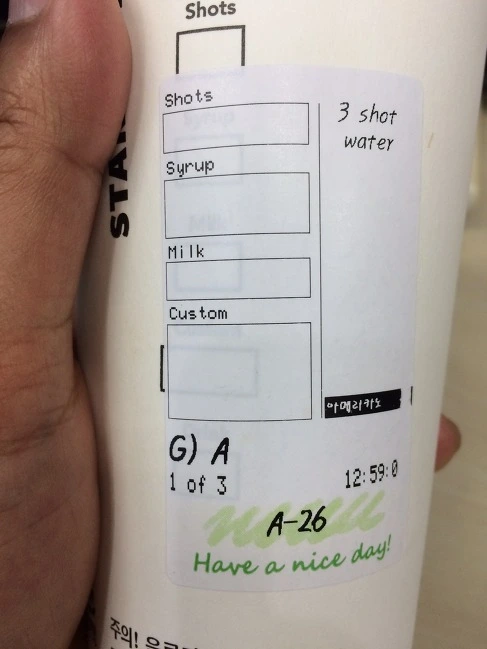 Shots
STAR
Shots
3 shot
water
Syrup
Milk
Custom
아메리카노
G) A
1 of 3
12:59:0
A-26
Have a nice day!
주의!